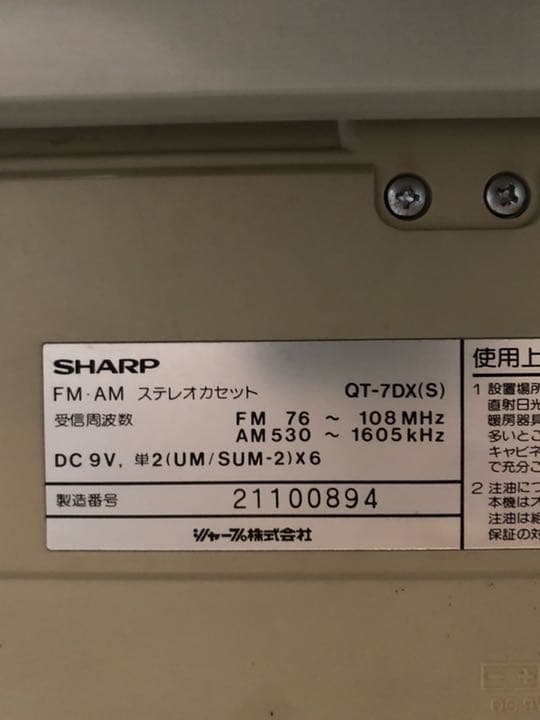 SHARP
FM·AM ステレオカセット QT-7DX(S)
受信周波数 FM 76 ~ 108MHz
AM 530 ~ 1605kHz
DC 9V, 単2(UM/SUM-2)X6
製造番号 21100894
シャープ株式会社
使用上
1 設置場所
直射日光
暖房器具
多いとこ
キャビネ
で充分こ
2 注油につ
本機は
注油は
保証の対
DC 9V